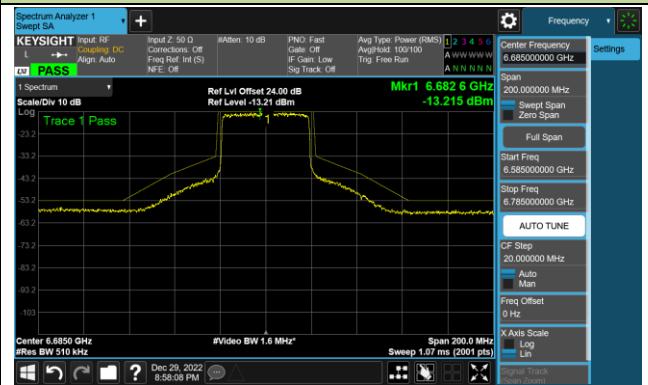 Spectrum Analyzer 1
Swept SA
Frequency
KEYSIGHT
Input: RF
Coupling: DC
Align: Auto
Input Z: 50 Ω
Corrections: Off
Freq Ref: Int (S)
NFE: Off
#Atten: 10 dB
PNO: Fast
Gate: Off
IF Gain: Low
Sig Track: Off
Avg Type: Power (RMS)
Avg|Hold: 100/100
Trig: Free Run
1 2 3 4 5 6
A W W W W W
A N N N N N
L
LXI
PASS
1 Spectrum
Scale/Div 10 dB
Ref Lvl Offset 24.00 dB
Ref Level -13.21 dBm
Mkr1 6.682 6 GHz
-13.215 dBm
Log
Trace 1 Pass
1
-23.2
-33.2
-43.2
-53.2
-63.2
-73.2
-83.2
-93.2
-103
Center 6.6850 GHz
#Res BW 510 kHz
#Video BW 1.6 MHz*
Span 200.0 MHz
Sweep 1.07 ms (2001 pts)
Dec 29, 2022
8:58:08 PM
Center Frequency
6.685000000 GHz
Settings
Span
200.000000 MHz
Swept Span
Zero Span
Full Span
Start Freq
6.585000000 GHz
Stop Freq
6.785000000 GHz
AUTO TUNE
CF Step
20.000000 MHz
Auto
Man
Freq Offset
0 Hz
X Axis Scale
Log
Lin
Signal Track
(Span Zoom)